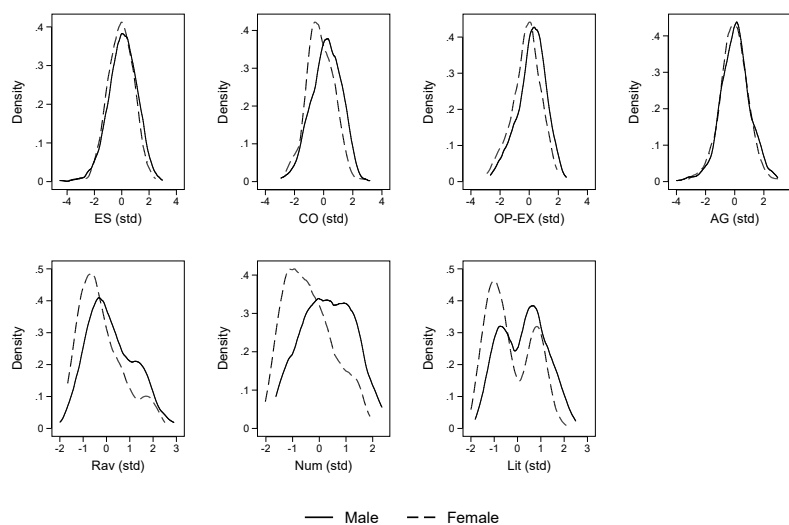 Density
.4
.3
.2
.1
0
-4 -2 0 2 4
ES (std)
Density
.4
.3
.2
.1
0
-4 -2 0 2 4
CO (std)
Density
.4
.3
.2
.1
0
-4 -2 0 2 4
OP-EX (std)
Density
.4
.3
.2
.1
0
-4 -2 0 2
AG (std)
Density
.5
.4
.3
.2
.1
0
-2 -1 0 1 2 3
Rav (std)
Density
.4
.3
.2
.1
0
-2 -1 0 1 2
Num (std)
Density
.5
.4
.3
.2
.1
0
-2 -1 0 1 2 3
Lit (std)
Male Female